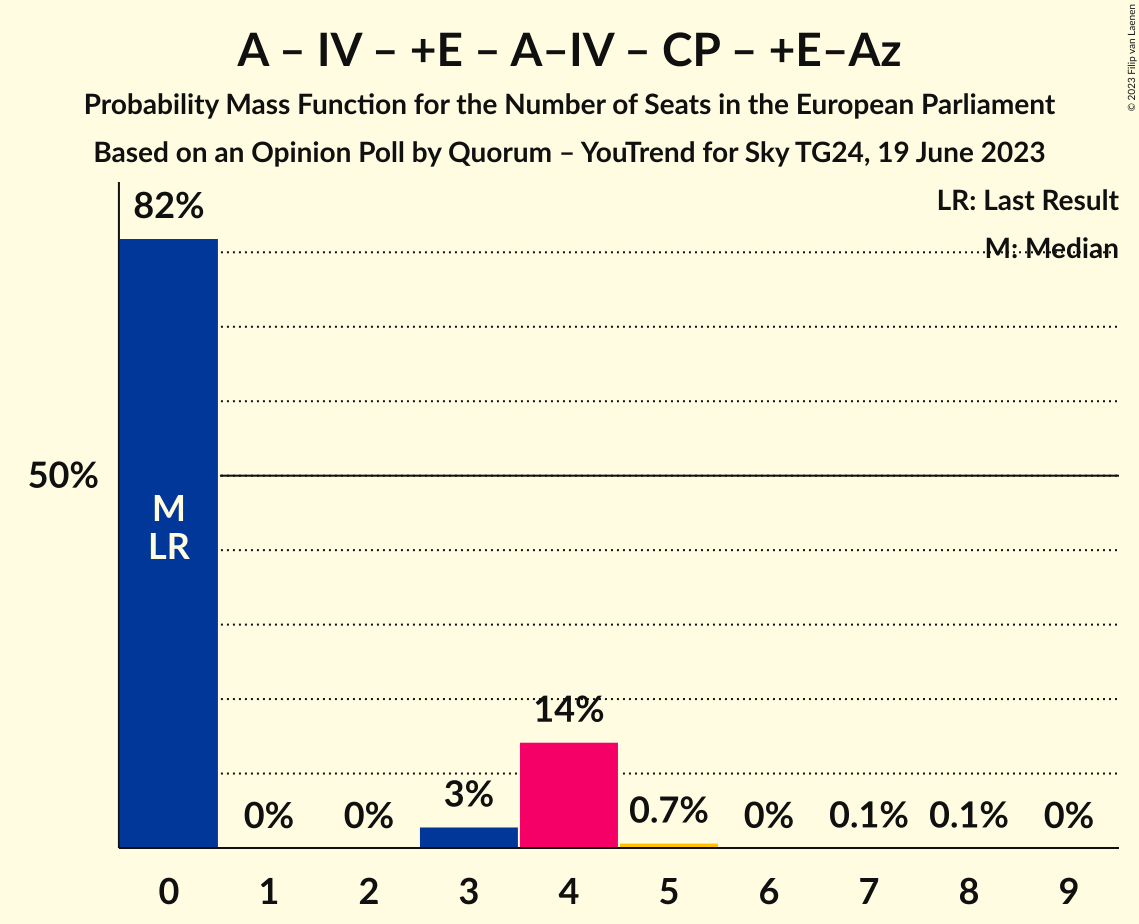 A – IV – +E – A–IV – CP – +E–Az
Probability Mass Function for the Number of Seats in the European Parliament
Based on an Opinion Poll by Quorum – YouTrend for Sky TG24, 19 June 2023
© 2023 Filip van Laenen
LR: Last Result
M: Median
82%
50%
M
LR
0%
0%
3%
14%
0.7%
0%
0.1%
0.1%
0%
0 1 2 3 4 5 6 7 8 9